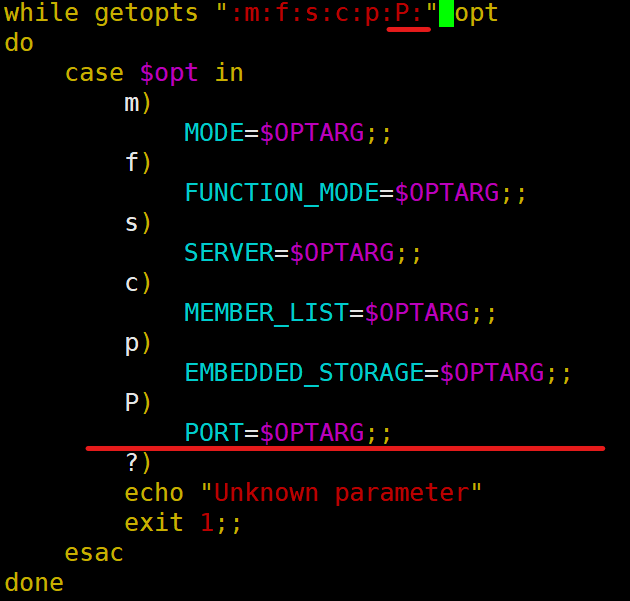 while getopts ":m:f:s:c:p:P:" opt
do
    case $opt in
        m)
            MODE=$OPTARG;;
        f)
            FUNCTION_MODE=$OPTARG;;
        s)
            SERVER=$OPTARG;;
        c)
            MEMBER_LIST=$OPTARG;;
        p)
            EMBEDDED_STORAGE=$OPTARG;;
        P)
            PORT=$OPTARG;;
        ?)
        echo "Unknown parameter"
        exit 1;;
    esac
done